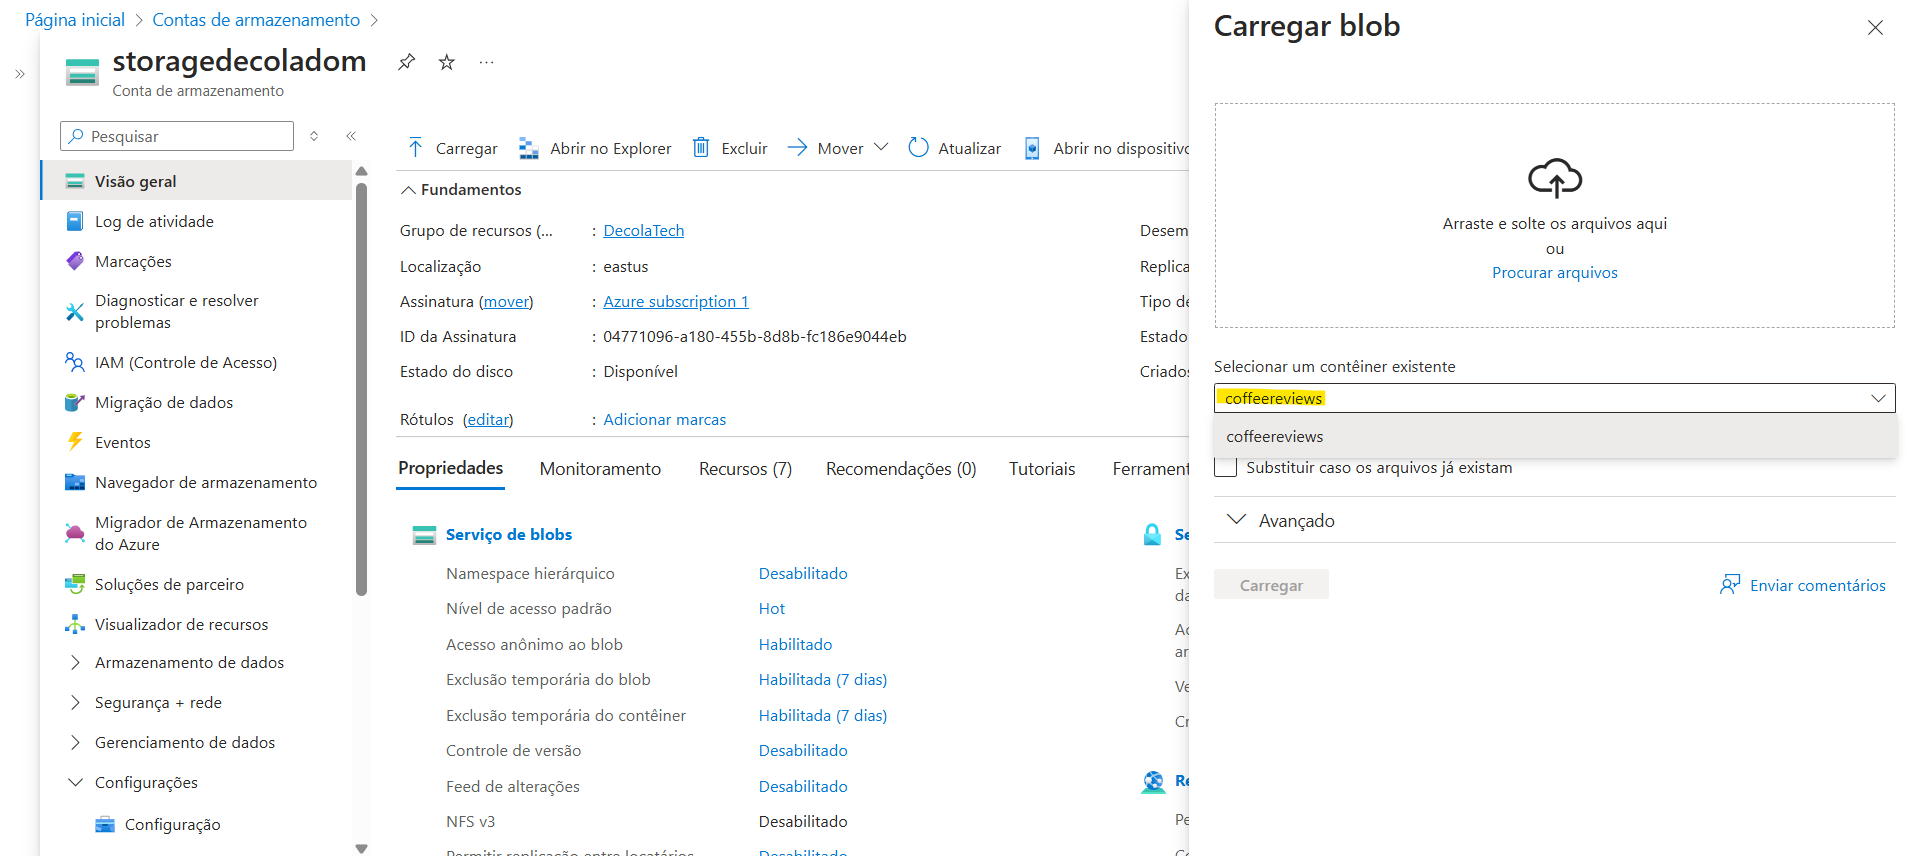 Página inicial > Contas de armazenamento >
storagedecoladom
Conta de armazenamento
Pesquisar
Visão geral
Log de atividade
Marcações
Diagnosticar e resolver
problemas
IAM (Controle de Acesso)
Migração de dados
Eventos
Navegador de armazenamento
Migrador de Armazenamento
do Azure
Soluções de parceiro
Visualizador de recursos
Armazenamento de dados
Segurança + rede
Gerenciamento de dados
Configurações
Configuração
Carregar Abrir no Explorer Excluir Mover Atualizar Abrir no dispositivo
Fundamentos
Grupo de recursos (... : DecolaTech
Localização : eastus
Assinatura (mover) : Azure subscription 1
ID da Assinatura : 04771096-a180-455b-8d8b-fc186e9044eb
Estado do disco : Disponível
Rótulos (editar) : Adicionar marcas
Desem
Replica
Tipo de
Estado
Criados
Propriedades Monitoramento Recursos (7) Recomendações (0) Tutoriais Ferrament
Serviço de blobs
Namespace hierárquico Desabilitado
Nível de acesso padrão Hot
Acesso anônimo ao blob Habilitado
Exclusão temporária do blob Habilitada (7 dias)
Exclusão temporária do contêiner Habilitada (7 dias)
Controle de versão Desabilitado
Feed de alterações Desabilitado
NFS v3 Desabilitado
Permitir replicação entre locatários Desabilitado
Se
Ex
da
Ac
ar
Ve
Cr
Re
Pe
Carregar blob
Arraste e solte os arquivos aqui
ou
Procurar arquivos
Selecionar um contêiner existente
coffeereviews
coffeereviews
Substituir caso os arquivos já existam
Avançado
Carregar
Enviar comentários